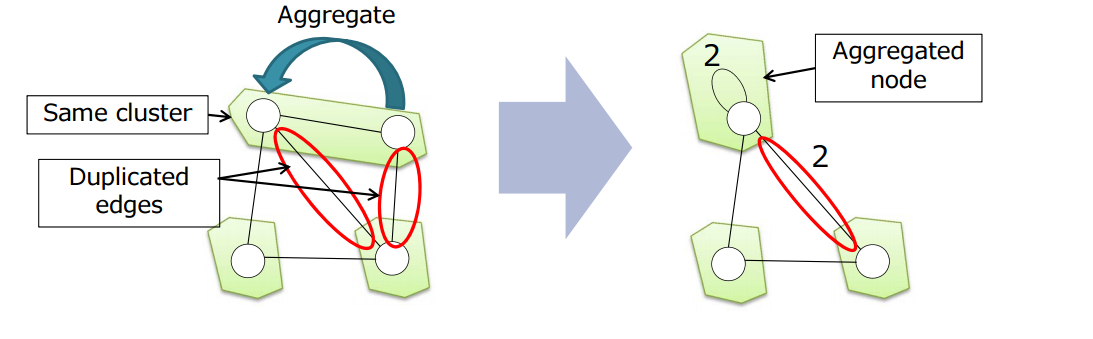 Aggregate
Same cluster
Duplicated
edges
2
Aggregated
node
2